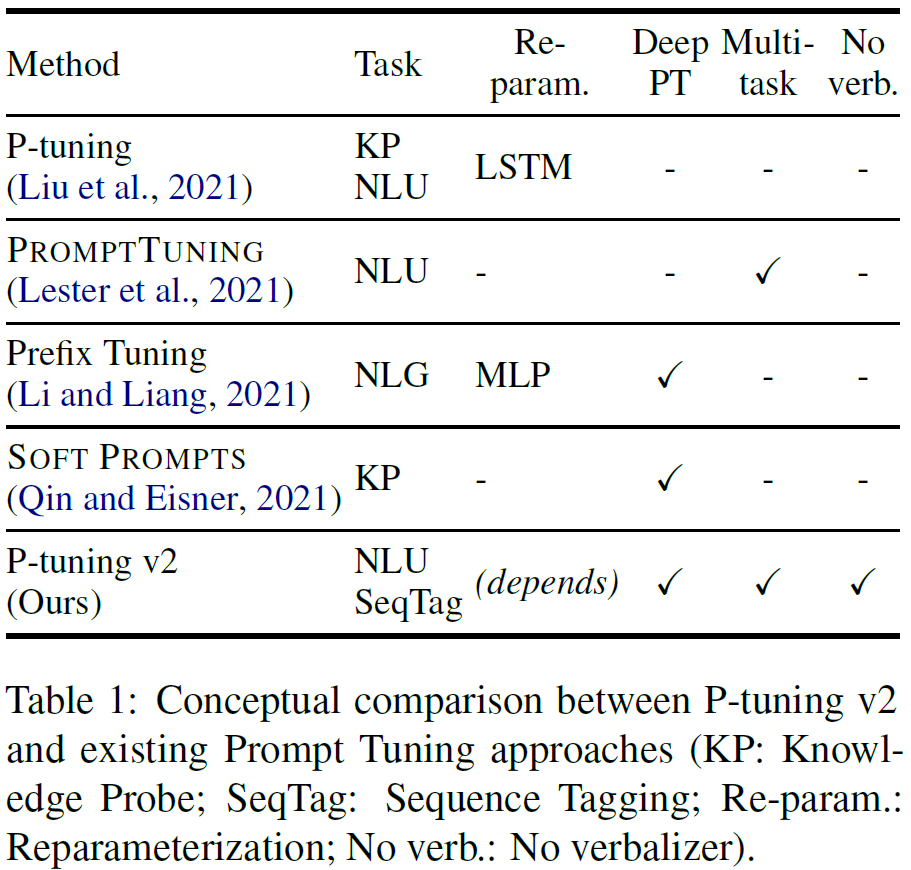 Method Task Re-param. Deep PT Multi-task No verb.
P-tuning (Liu et al., 2021) KP NLU LSTM - - -
PROMPTTUNING (Lester et al., 2021) NLU - - ✓ -
Prefix Tuning (Li and Liang, 2021) NLG MLP ✓ - -
SOFT PROMPTS (Qin and Eisner, 2021) KP - ✓ - -
P-tuning v2 (Ours) NLU SeqTag (depends) ✓ ✓ ✓
Table 1: Conceptual comparison between P-tuning v2
and existing Prompt Tuning approaches (KP: Knowl-
edge Probe; SeqTag: Sequence Tagging; Re-param.:
Reparameterization; No verb.: No verbalizer).